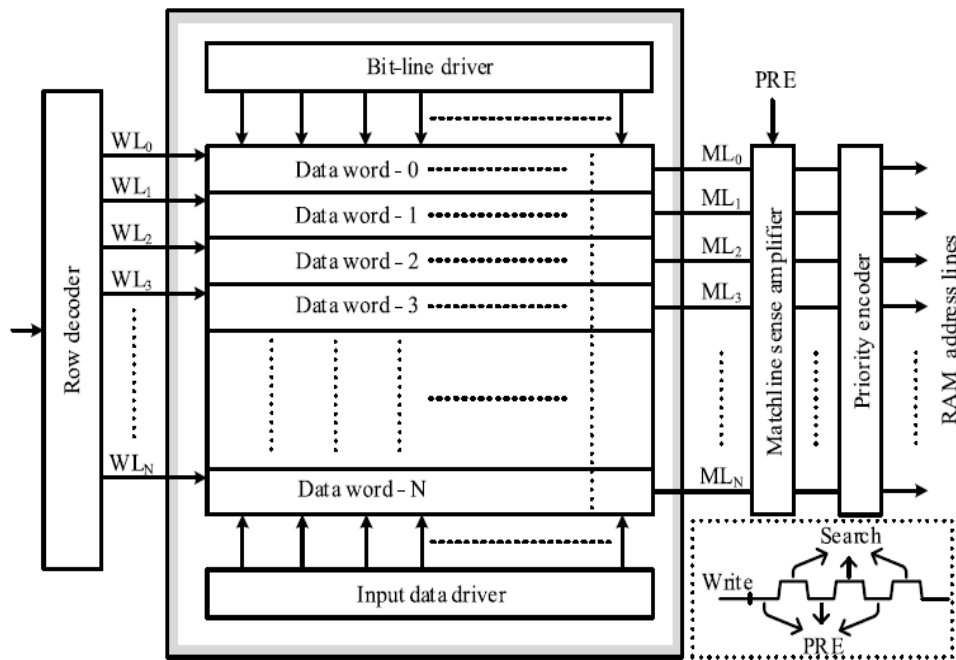 Bit-line driver
PRE
Row decoder
WL₀
WL₁
WL₂
WL₃
WL_N
Data word - 0
Data word - 1
Data word - 2
Data word - 3
Data word - N
Input data driver
ML₀
ML₁
ML₂
ML₃
ML_N
Matchline sense amplifier
Priority encoder
RAM address lines
Search
Write
PRE